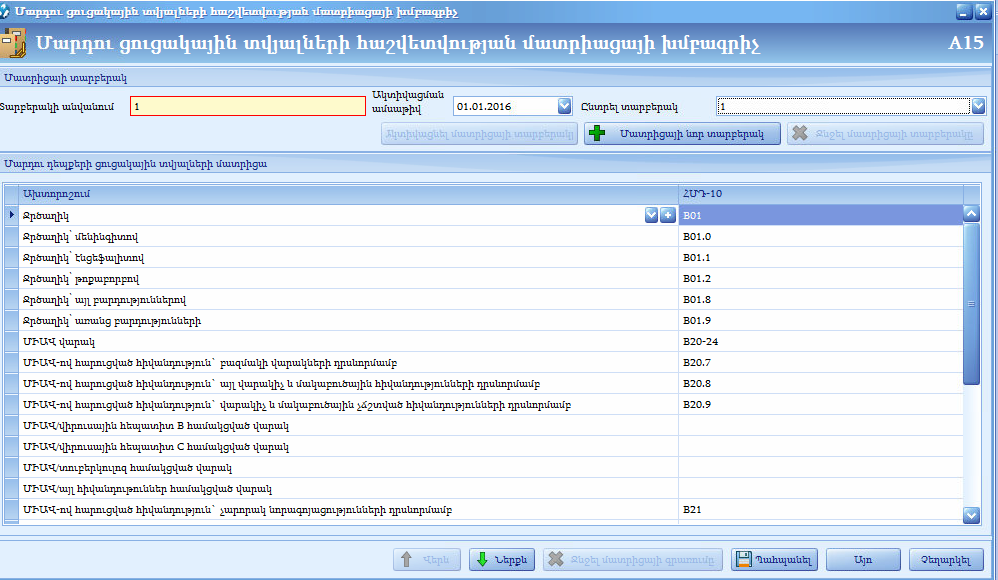 Մարդու ցուցակային տվյալների հաշվետվության մատրիացայի խմբագրիչ
Մարդու ցուցակային տվյալների հաշվետվության մատրիացայի խմբագրիչ A15
Մատրիցայի տարբերակ
Տարբերակի անվանում 1 Ակտիվացման ամսաթիվ 01.01.2016 Ընտրել տարբերակ 1
Ակտիվացնել մատրիցայի տարբերակը Մատրիցայի նոր տարբերակ Ջնջել մատրիցայի տարբերակը
Մարդու դեպքերի ցուցակային տվյալների մատրիցա
Ախտորոշում ՀՄԴ-10
Ջրծաղիկ B01
Ջրծաղիկ՝ մենինգիտով B01.0
Ջրծաղիկ՝ էնցեֆալիտով B01.1
Ջրծաղիկ՝ թոքաբորբով B01.2
Ջրծաղիկ՝ այլ բարդություններով B01.8
Ջրծաղիկ՝ առանց բարդությունների B01.9
ՄԻԱՎ վարակ B20-24
ՄԻԱՎ-ով հարուցված հիվանդություն` բազմակի վարակների դրսևորմամբ B20.7
ՄԻԱՎ-ով հարուցված հիվանդություն` այլ վարակիչ և մակաբուծային հիվանդությունների դրսևորմամբ B20.8
ՄԻԱՎ-ով հարուցված հիվանդություն` վարակիչ և մակաբուծային չճշտված հիվանդությունների դրսևորմամբ B20.9
ՄԻԱՎ/վիրուսային հեպատիտ B համակցված վարակ
ՄԻԱՎ/վիրուսային հեպատիտ C համակցված վարակ
ՄԻԱՎ/տուբերկուլոզ համակցված վարակ
ՄԻԱՎ/այլ հիվանդութուններ համակցված վարակ
ՄԻԱՎ-ով հարուցված հիվանդություն` չարորակ նորագոյացությունների դրսևորմամբ B21
Վերև Ներքև Ջնջել մատրիցայի գրառումը Պահպանել Այո Չեղարկել